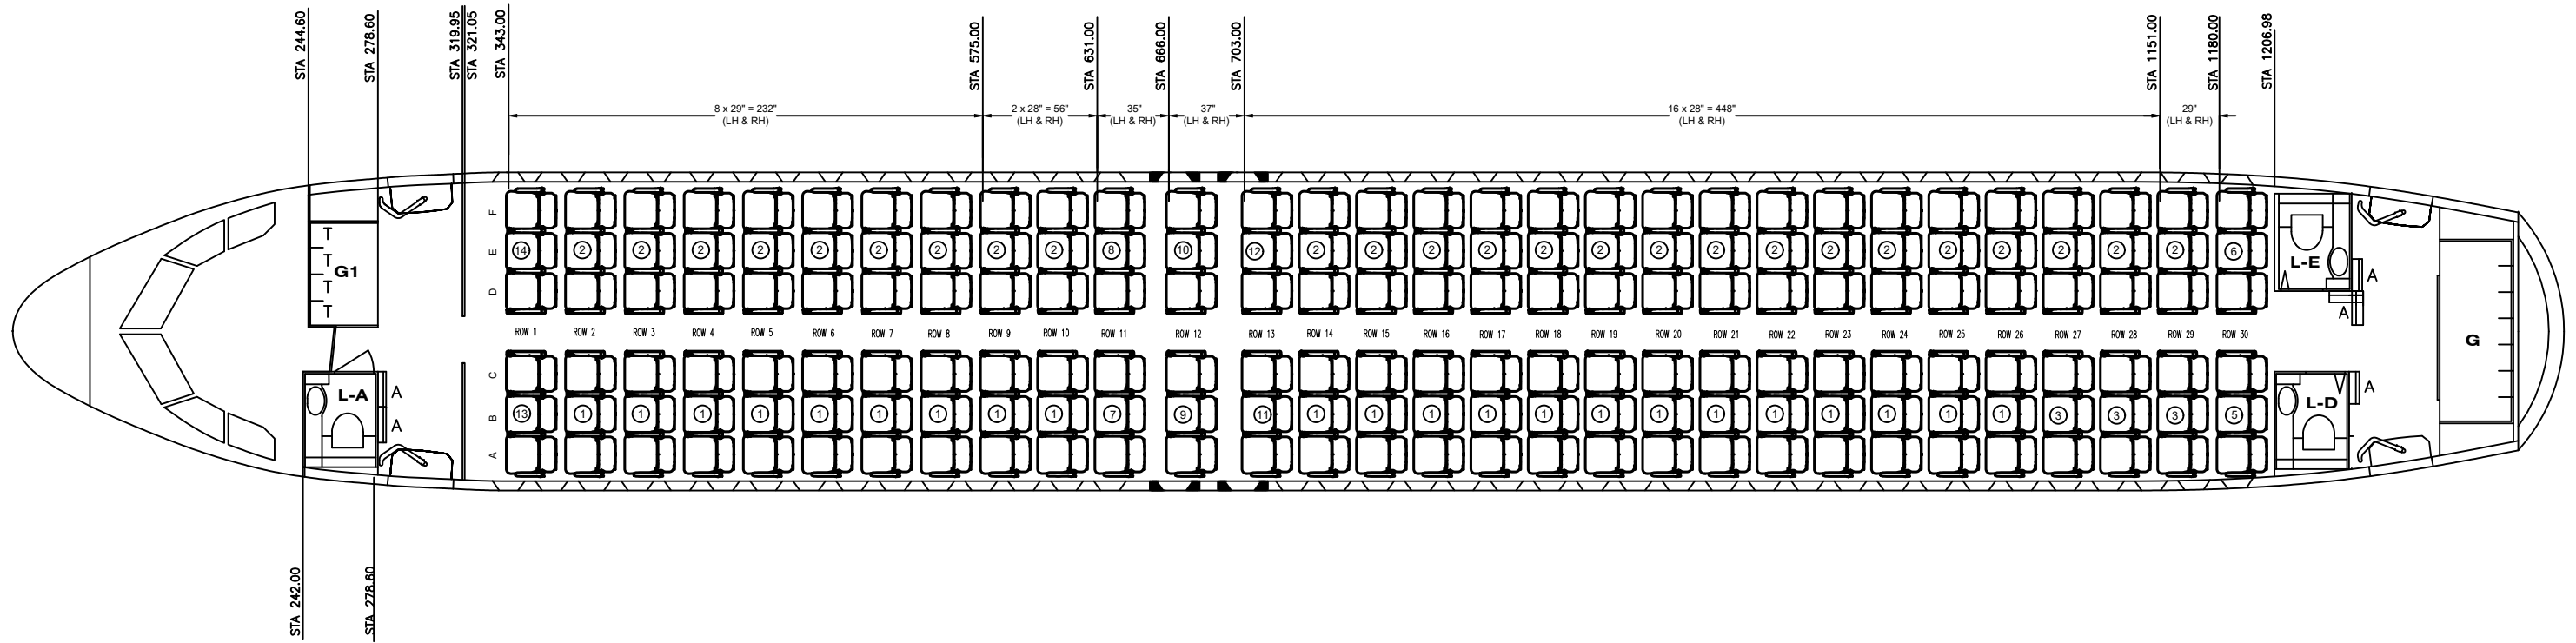 STA 244.60
STA 278.60
STA 319.95
STA 321.05
STA 343.00
STA 575.00
STA 631.00
STA 666.00
STA 703.00
STA 1151.00
STA 1180.00
STA 1206.98
8 x 29" = 232"
(LH & RH)
2 x 28" = 56"
(LH & RH)
35"
(LH & RH)
37"
(LH & RH)
16 x 28" = 448"
(LH & RH)
29"
(LH & RH)
T
T
T
T
G1
F
E
D
14 2 2 2 2 2 2 2 2 2 8 10 12 2 2 2 2 2 2 2 2 2 2 2 2 2 2 2 2 6
L-E
A
A
ROW 1 ROW 2 ROW 3 ROW 4 ROW 5 ROW 6 ROW 7 ROW 8 ROW 9 ROW 10 ROW 11 ROW 12 ROW 13 ROW 14 ROW 15 ROW 16 ROW 17 ROW 18 ROW 19 ROW 20 ROW 21 ROW 22 ROW 23 ROW 24 ROW 25 ROW 26 ROW 27 ROW 28 ROW 29 ROW 30
G
C
B
A
L-A
A
A
13 1 1 1 1 1 1 1 1 1 7 9 11 1 1 1 1 1 1 1 1 1 1 1 1 1 3 3 3 5
A
L-D
STA 242.00
STA 278.60